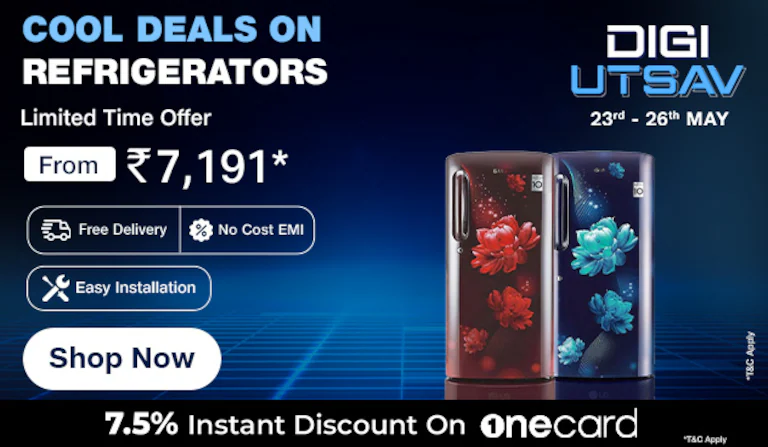 COOL DEALS ON
REFRIGERATORS
Limited Time Offer
From ₹7,191*
Free Delivery
No Cost EMI
Easy Installation
Shop Now
DIGI
UTSAV
23rd - 26th MAY
*T&C Apply
7.5% Instant Discount On onecard
*T&C Apply